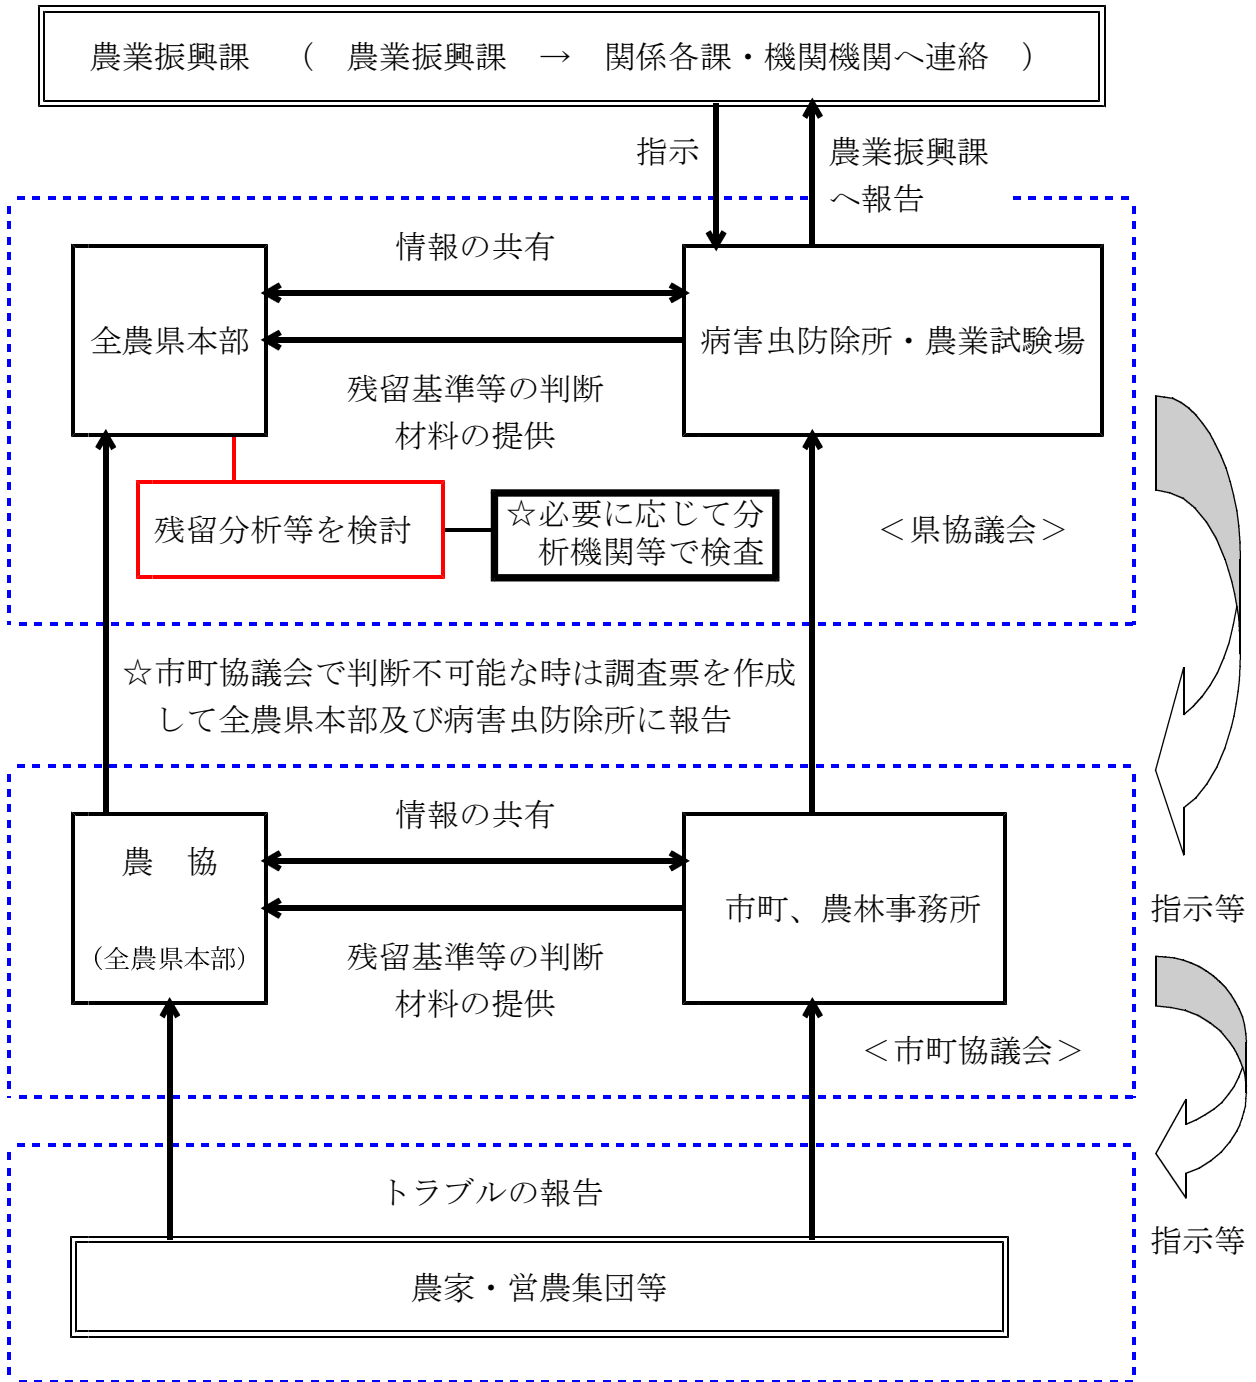 農業振興課　（　農業振興課　→　関係各課・機関機関へ連絡　）
指示
農業振興課
へ報告
情報の共有
全農県本部
病害虫防除所・農業試験場
残留基準等の判断
材料の提供
残留分析等を検討
☆必要に応じて分
析機関等で検査
＜県協議会＞
☆市町協議会で判断不可能な時は調査票を作成
して全農県本部及び病害虫防除所に報告
情報の共有
農　協
（全農県本部）
市町、農林事務所
残留基準等の判断
材料の提供
指示等
＜市町協議会＞
トラブルの報告
指示等
農家・営農集団等